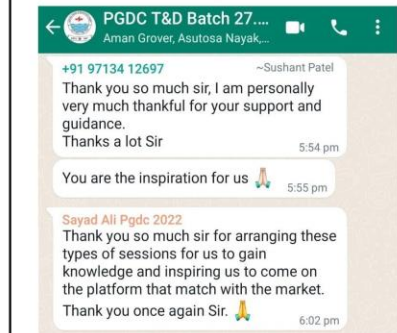 PGDC T&D Batch 27....
Aman Grover, Asutosa Nayak,...
+91 97134 12697 ~Sushant Patel
Thank you so much sir, I am personally
very much thankful for your support and
guidance.
Thanks a lot Sir
5:54 pm
You are the inspiration for us 🙏
5:55 pm
Sayad Ali Pgdc 2022
Thank you so much sir for arranging these
types of sessions for us to gain
knowledge and inspiring us to come on
the platform that match with the market.
Thank you once again Sir. 🙏
6:02 pm